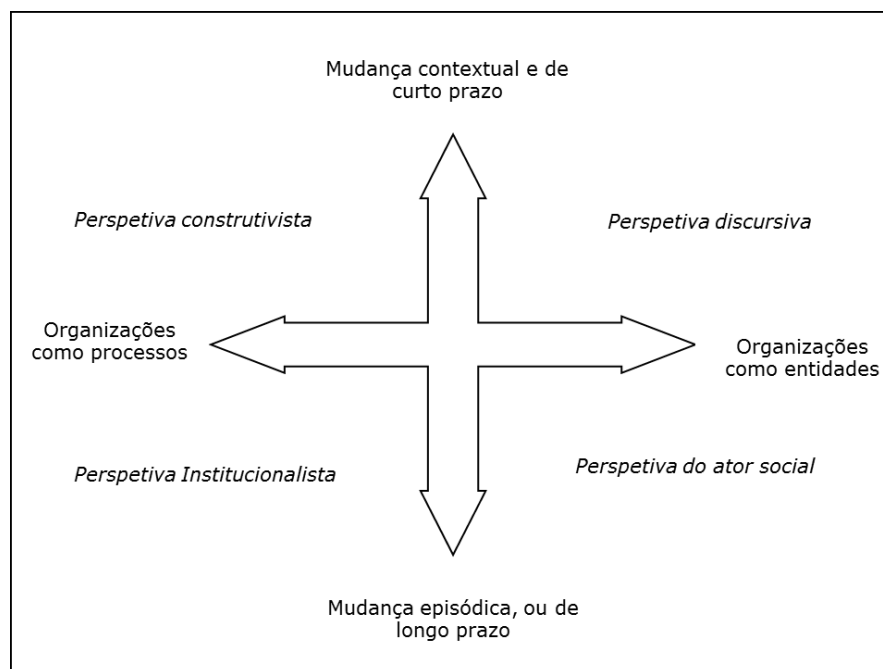 Mudança contextual e de
curto prazo
Perspetiva construtivista
Perspetiva discursiva
Organizações
como processos
Organizações
como entidades
Perspetiva Institucionalista
Perspetiva do ator social
Mudança episódica, ou de
longo prazo